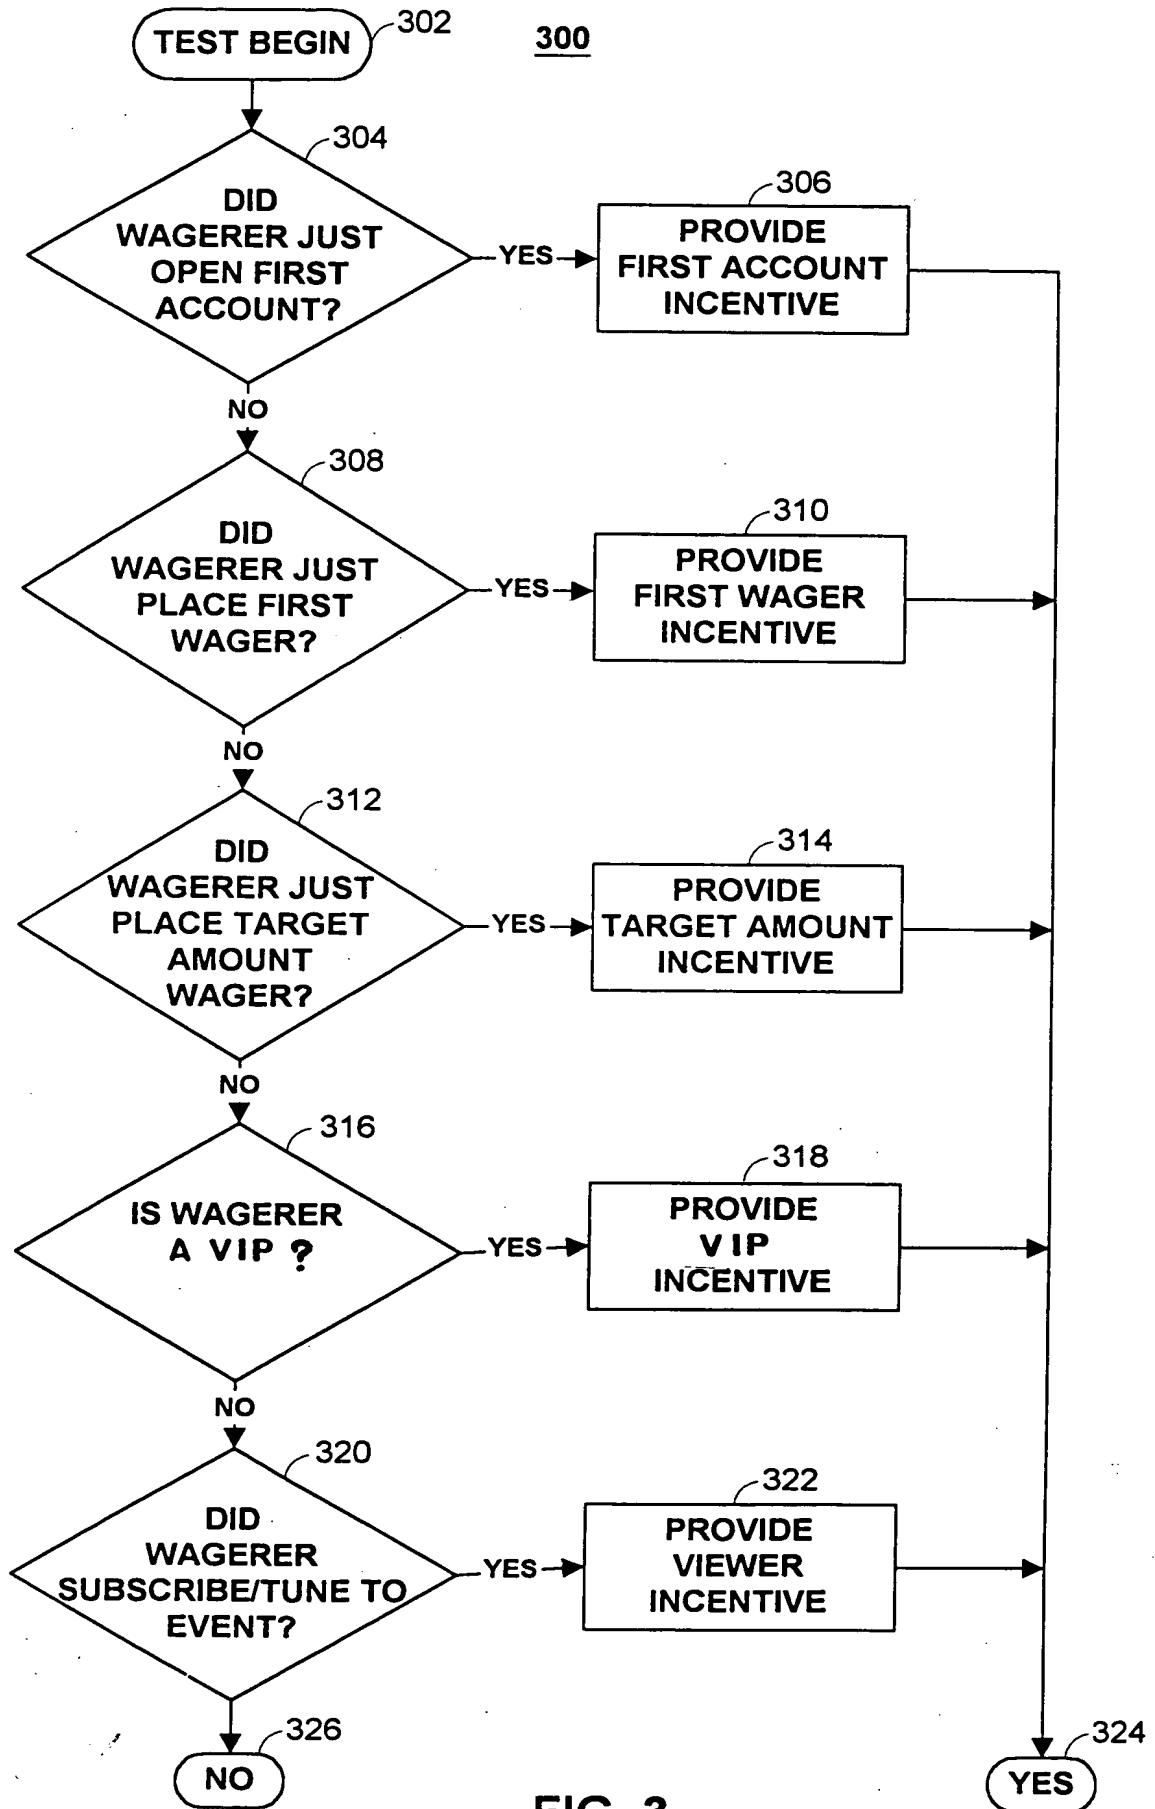 TEST BEGIN
302
300
304
DID
WAGERER JUST
OPEN FIRST
ACCOUNT?
YES
306
PROVIDE
FIRST ACCOUNT
INCENTIVE
NO
308
DID
WAGERER JUST
PLACE FIRST
WAGER?
YES
310
PROVIDE
FIRST WAGER
INCENTIVE
NO
312
DID
WAGERER JUST
PLACE TARGET
AMOUNT
WAGER?
YES
314
PROVIDE
TARGET AMOUNT
INCENTIVE
NO
316
IS WAGERER
A VIP ?
YES
318
PROVIDE
VIP
INCENTIVE
NO
320
DID
WAGERER
SUBSCRIBE/TUNE TO
EVENT?
YES
322
PROVIDE
VIEWER
INCENTIVE
326
NO
324
YES
FIG. 3